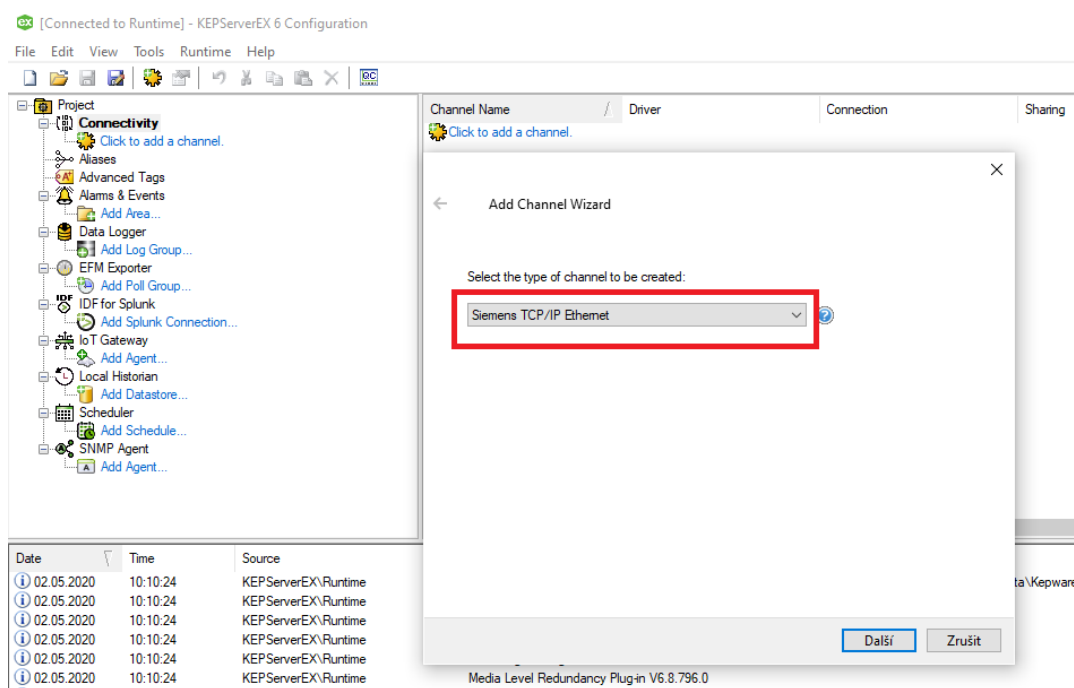 [Connected to Runtime] - KEPServerEX 6 Configuration
File Edit View Tools Runtime Help
Project
Connectivity
Click to add a channel.
Aliases
Advanced Tags
Alarms & Events
Add Area...
Data Logger
Add Log Group...
EFM Exporter
Add Poll Group...
IDF for Splunk
Add Splunk Connection...
IoT Gateway
Add Agent...
Local Historian
Add Datastore...
Scheduler
Add Schedule...
SNMP Agent
Add Agent...
Channel Name Driver Connection Sharing
Click to add a channel.
Add Channel Wizard
Select the type of channel to be created:
Siemens TCP/IP Ethernet
Další Zrušit
Date Time Source
02.05.2020 10:10:24 KEPServerEX\Runtime ta\Kepware
02.05.2020 10:10:24 KEPServerEX\Runtime
02.05.2020 10:10:24 KEPServerEX\Runtime
02.05.2020 10:10:24 KEPServerEX\Runtime
02.05.2020 10:10:24 KEPServerEX\Runtime
02.05.2020 10:10:24 KEPServerEX\Runtime Media Level Redundancy Plug-in V6.8.796.0